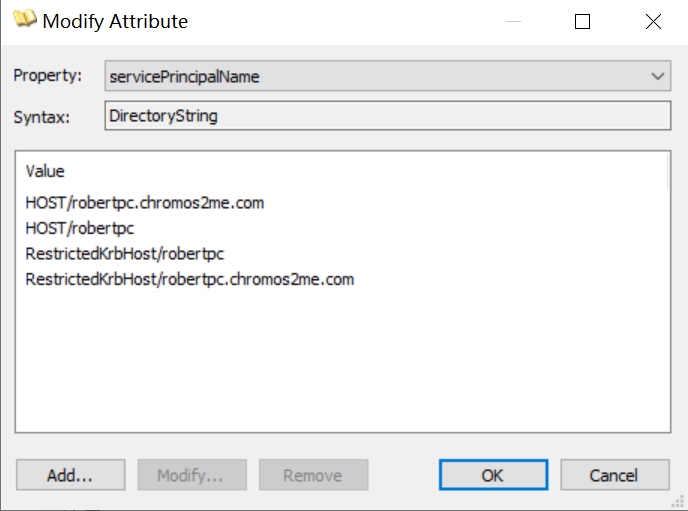 Modify Attribute
Property: servicePrincipalName
Syntax: DirectoryString
Value
HOST/robertpc.chromos2me.com
HOST/robertpc
RestrictedKrbHost/robertpc
RestrictedKrbHost/robertpc.chromos2me.com
Add... Modify... Remove OK Cancel